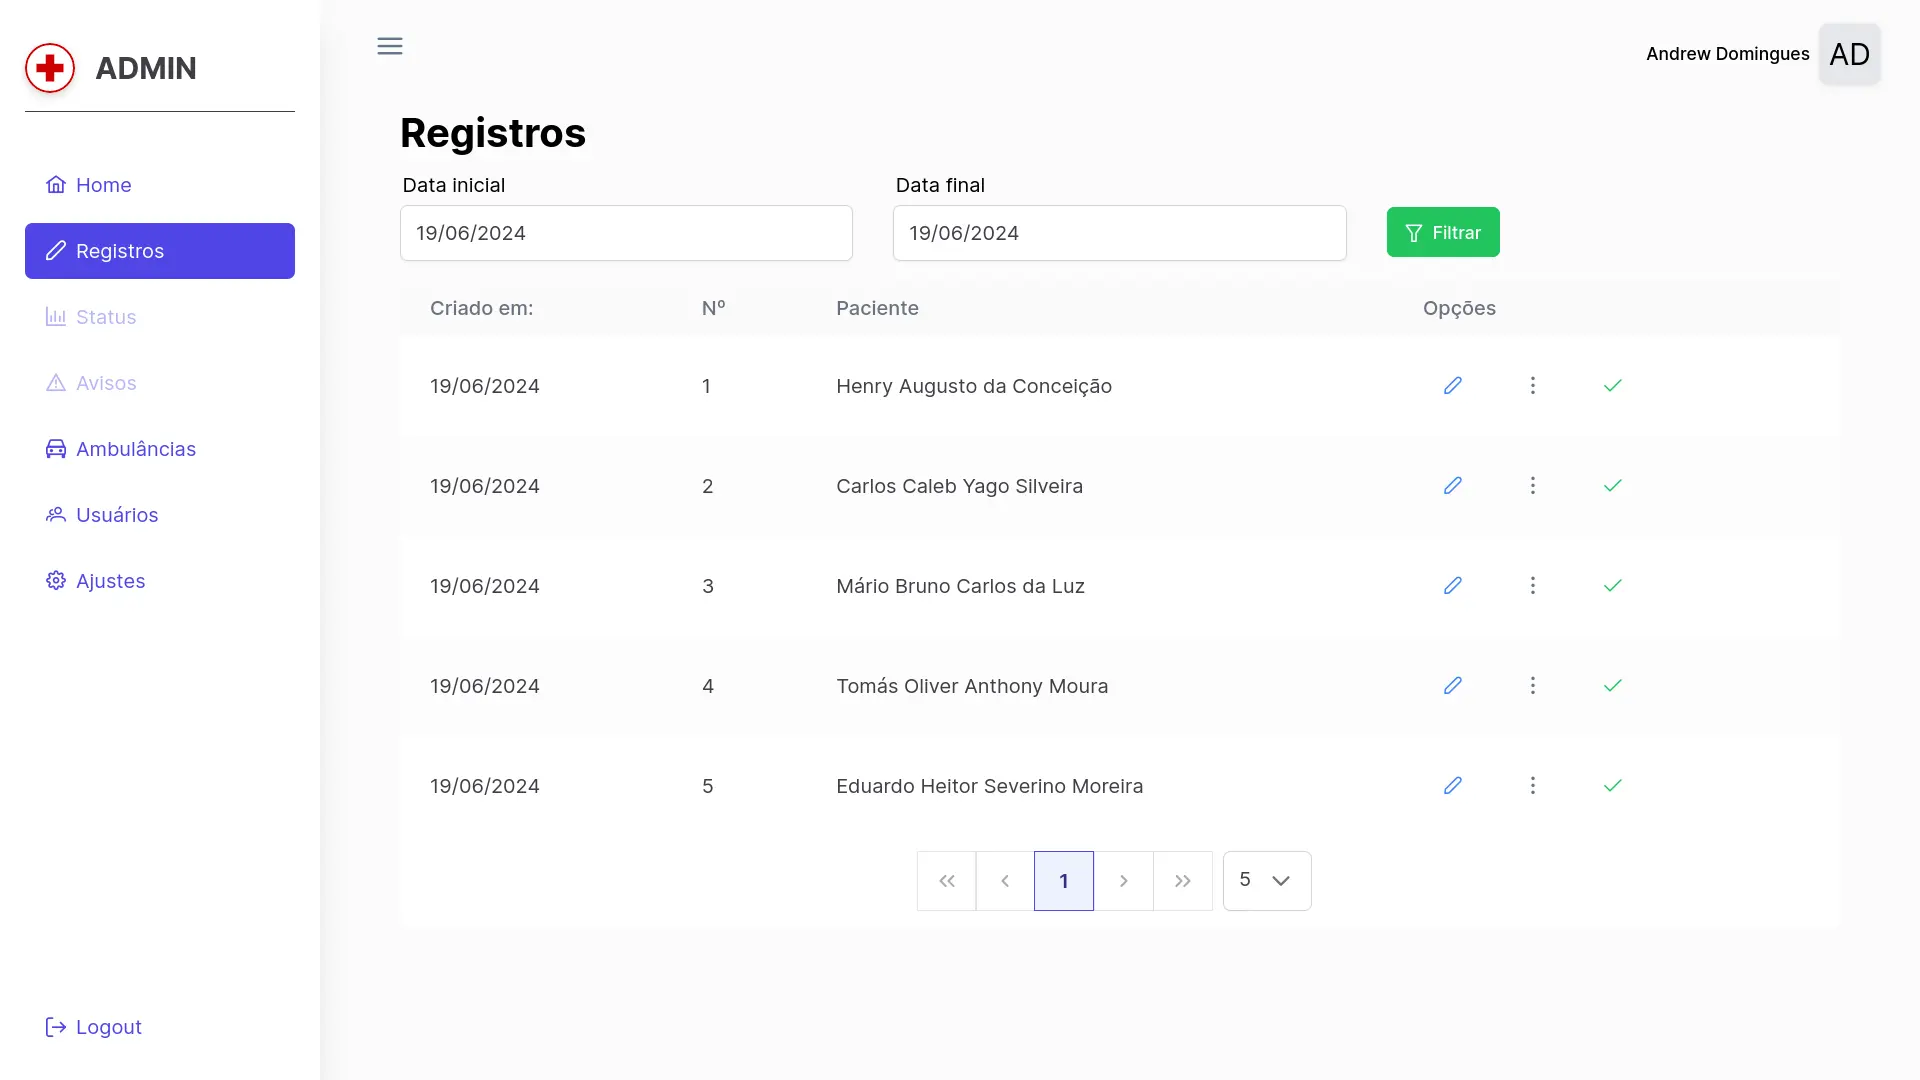 ADMIN
Andrew Domingues
AD
Home
Registros
Status
Avisos
Ambulâncias
Usuários
Ajustes
Logout
Registros
Data inicial
Data final
19/06/2024
19/06/2024
Filtrar
Criado em: Nº Paciente Opções
19/06/2024 1 Henry Augusto da Conceição
19/06/2024 2 Carlos Caleb Yago Silveira
19/06/2024 3 Mário Bruno Carlos da Luz
19/06/2024 4 Tomás Oliver Anthony Moura
19/06/2024 5 Eduardo Heitor Severino Moreira
1
5